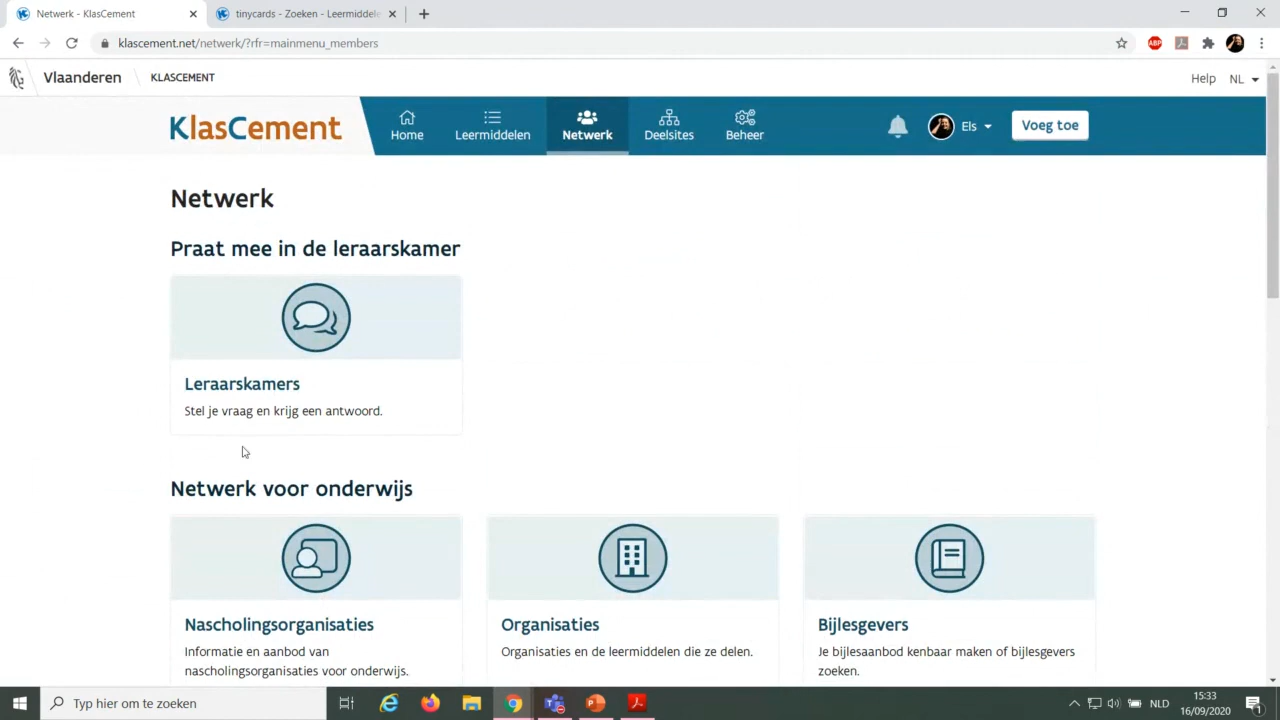 Netwerk - KlasCement
tinycards - Zoeken - Leermiddele
klascement.net/netwerk/?rfr=mainmenu_members
ABP
Vlaanderen
KLASCEMENT
Help
NL
KlasCement
Home
Leermiddelen
Netwerk
Deelsites
Beheer
Els
Voeg toe
Netwerk
Praat mee in de leraarskamer
Leraarskamers
Stel je vraag en krijg een antwoord.
Netwerk voor onderwijs
Nascholingsorganisaties
Informatie en aanbod van
nascholingsorganisaties voor onderwijs.
Organisaties
Organisaties en de leermiddelen die ze delen.
Bijlesgevers
Je bijlesaanbod kenbaar maken of bijlesgevers
zoeken.
Typ hier om te zoeken
NLD
15:33
16/09/2020
1